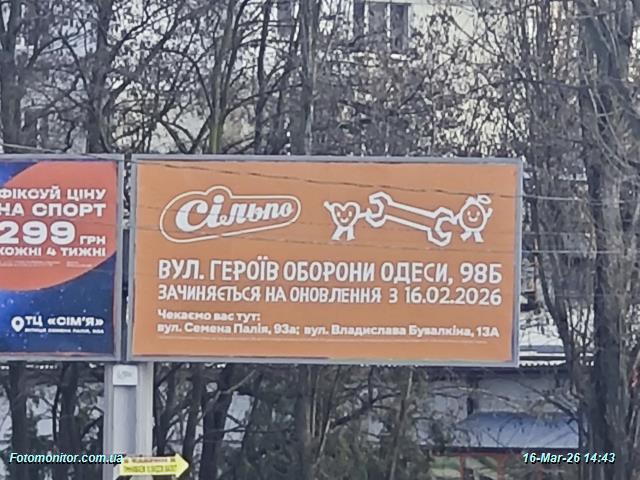 ФІКСУЙ ЦІНУ
НА СПОРТ
299 ГРН
КОЖНІ 4 ТИЖНІ
ТЦ «СІМ'Я»
Сільпо
ВУЛ. ГЕРОЇВ ОБОРОНИ ОДЕСИ, 98Б
ЗАЧИНЯЄТЬСЯ НА ОНОВЛЕННЯ З 16.02.2026
Чекаємо вас тут:
вул. Семена Палія, 93а; вул. Владислава Бувалкіна, 13А
Fotomonitor.com.ua
16-Mar-26 14:43